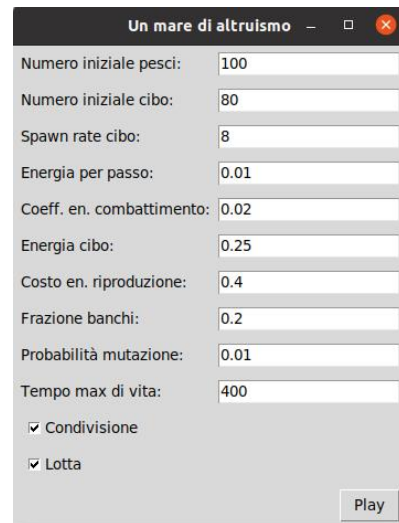 Un mare di altruismo
Numero iniziale pesci: 100
Numero iniziale cibo: 80
Spawn rate cibo: 8
Energia per passo: 0.01
Coeff. en. combattimento: 0.02
Energia cibo: 0.25
Costo en. riproduzione: 0.4
Frazione banchi: 0.2
Probabilità mutazione: 0.01
Tempo max di vita: 400
Condivisione
Lotta
Play